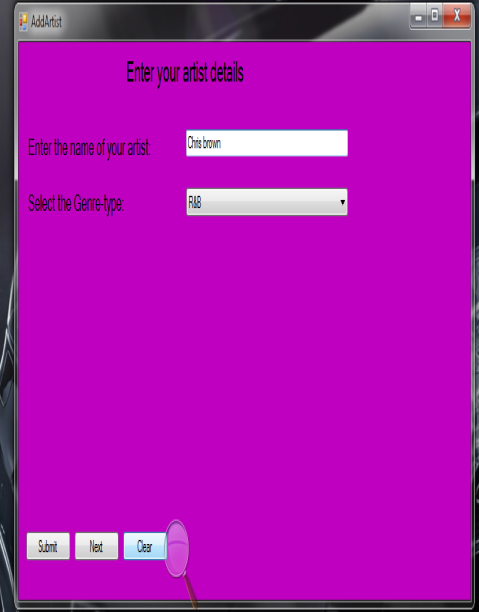 AddArtist
Enter your artist details
Enter the name of your artist: Chris brown
Select the Genre-type: R&B
Submit Next Clear